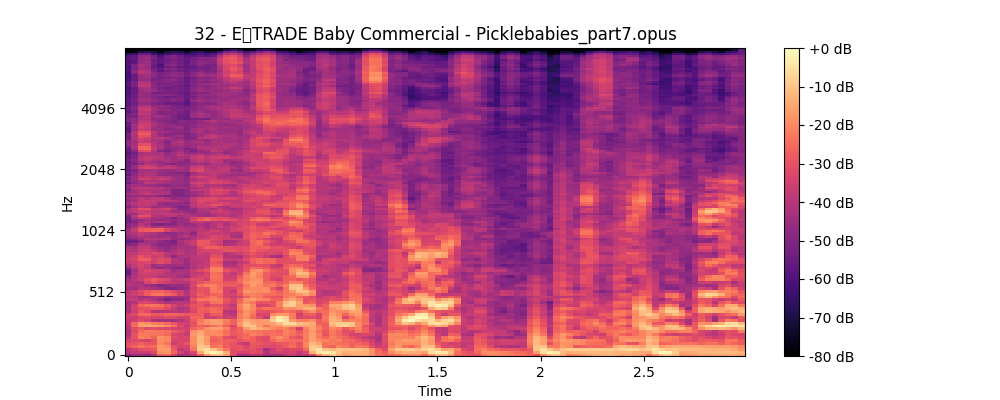 32 - E▯TRADE Baby Commercial - Picklebabies_part7.opus
+0 dB
4096
-10 dB
-20 dB
2048
-30 dB
Hz
1024
-40 dB
-50 dB
512
-60 dB
-70 dB
0
-80 dB
0 0.5 1 1.5 2 2.5
Time